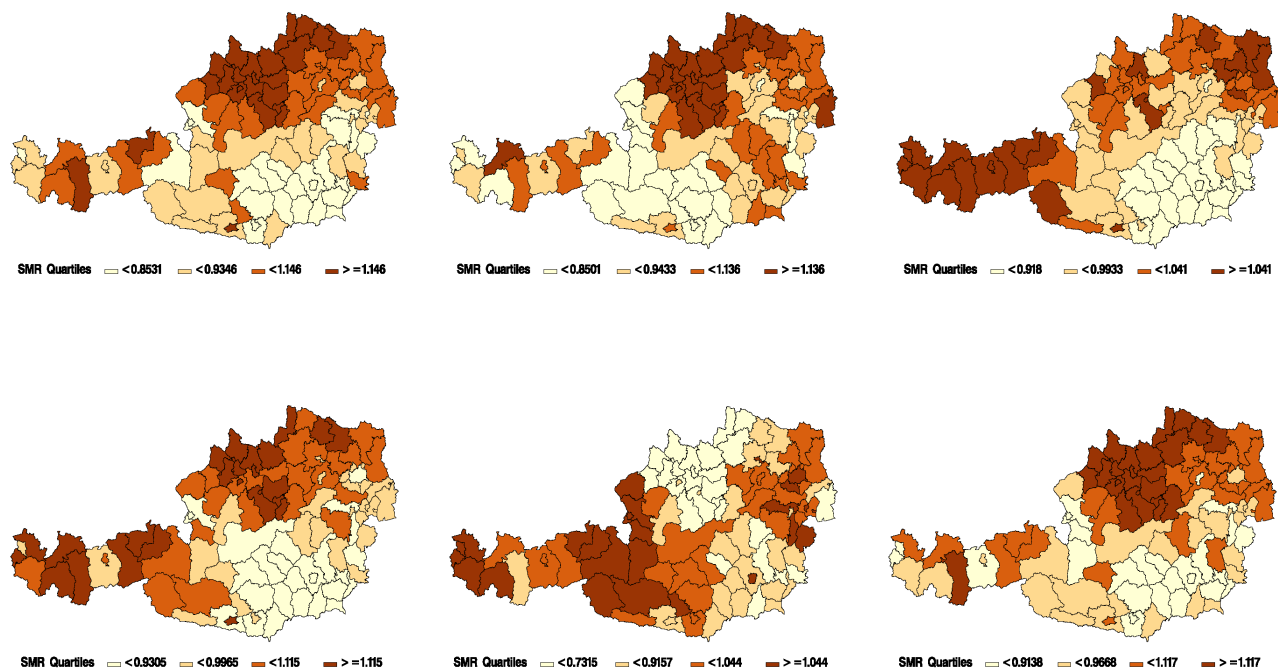 SMR Quartiles <0.8531 <0.9346 <1.146 >=1.146
SMR Quartiles <0.8501 <0.9433 <1.136 >=1.136
SMR Quartiles <0.918 <0.9933 <1.041 >=1.041
SMR Quartiles <0.9305 <0.9965 <1.115 >=1.115
SMR Quartiles <0.7315 <0.9157 <1.044 >=1.044
SMR Quartiles <0.9138 <0.9668 <1.117 >=1.117